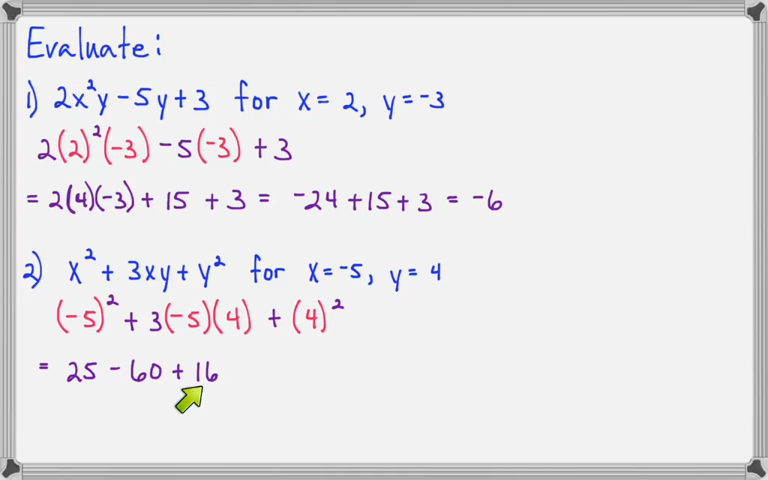 Evaluate:
1) 2x²y - 5y + 3 for x = 2, y = -3
2(2)²(-3) - 5(-3) + 3
= 2(4)(-3) + 15 + 3 = -24 + 15 + 3 = -6
2) x² + 3xy + y² for x = -5, y = 4
(-5)² + 3(-5)(4) + (4)²
= 25 - 60 + 16